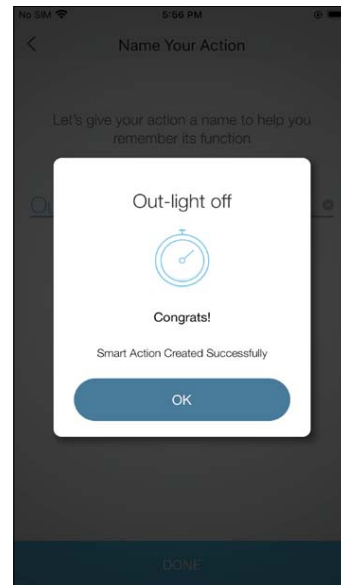 No SIM 5:56 PM
Name Your Action
Let's give your action a name to help you
remember its function
Ou
Out-light off
Congrats!
Smart Action Created Successfully
OK
DONE